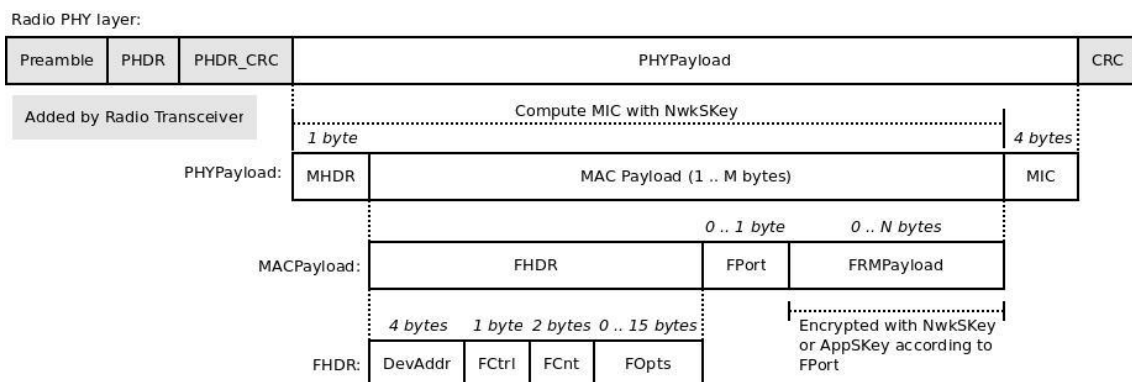 Radio PHY layer:
Preamble PHDR PHDR_CRC PHYPayload CRC
Added by Radio Transceiver
Compute MIC with NwkSKey
1 byte 4 bytes
PHYPayload: MHDR MAC Payload (1 .. M bytes) MIC
0 .. 1 byte 0 .. N bytes
MACPayload: FHDR FPort FRMPayload
4 bytes 1 byte 2 bytes 0 .. 15 bytes
Encrypted with NwkSKey
or AppSKey according to
FPort
FHDR: DevAddr FCtrl FCnt FOpts